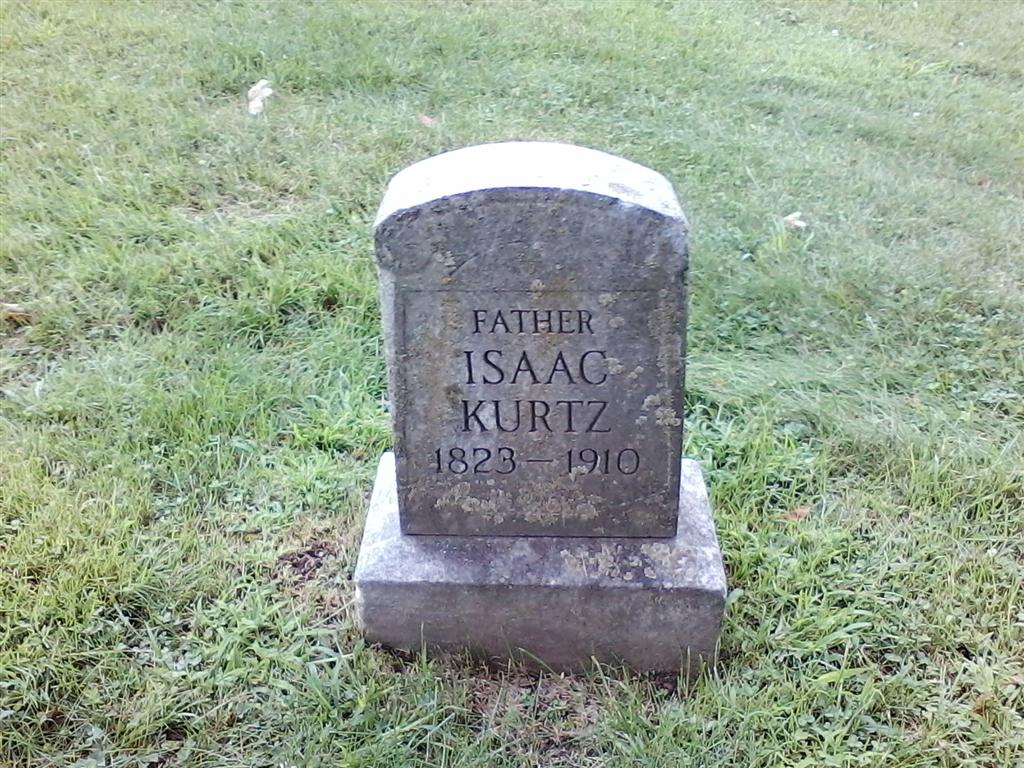 FATHER
ISAAC
KURTZ
1823 – 1910